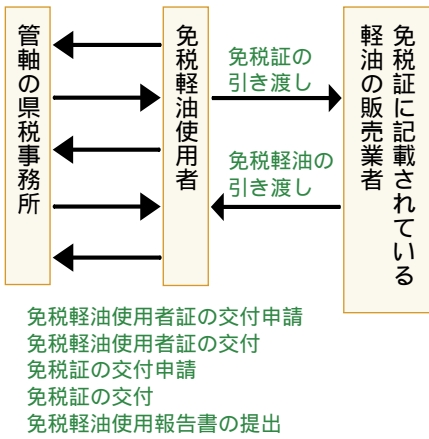 管軸の県税事務所
免税軽油使用者
免税証の
引き渡し
免税軽油の
引き渡し
免税証に記載されている
軽油の販売業者
免税軽油使用者証の交付申請
免税軽油使用者証の交付
免税証の交付申請
免税証の交付
免税軽油使用報告書の提出